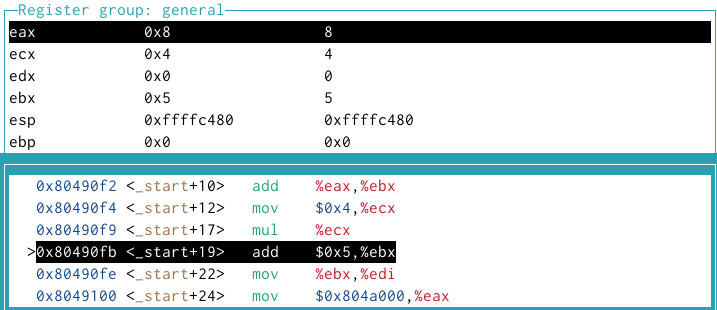 Register group: general
eax 0x8 8
ecx 0x4 4
edx 0x0 0
ebx 0x5 5
esp 0xffffc480 0xffffc480
ebp 0x0 0x0
0x80490f2 <_start+10> add %eax,%ebx
0x80490f4 <_start+12> mov $0x4,%ecx
0x80490f9 <_start+17> mul %ecx
>0x80490fb <_start+19> add $0x5,%ebx
0x80490fe <_start+22> mov %ebx,%edi
0x8049100 <_start+24> mov $0x804a000,%eax